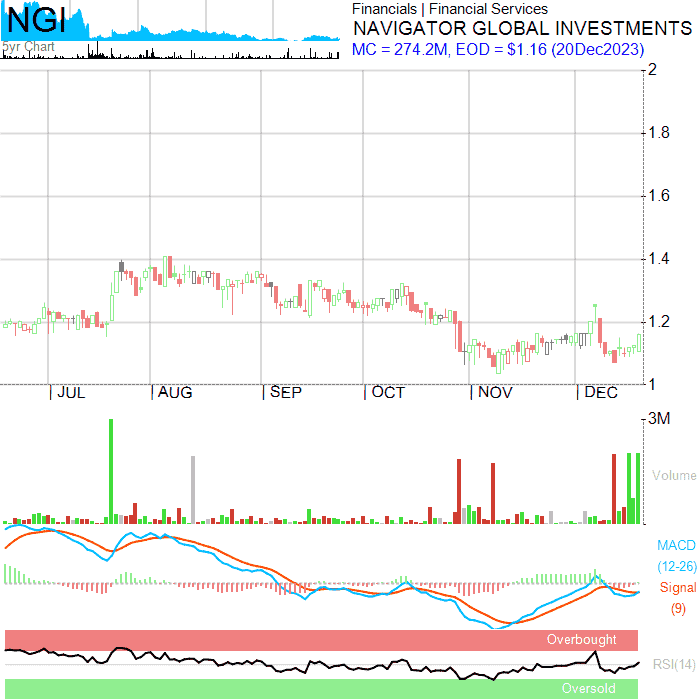 NGI
5yr Chart
Financials | Financial Services
NAVIGATOR GLOBAL INVESTMENTS
MC = 274.2M, EOD = $1.16 (20Dec2023)
2
1.8
1.6
1.4
1.2
1
JUL AUG SEP OCT NOV DEC
3M
Volume
MACD
(12-26)
Signal
(9)
Overbought
RSI(14)
Oversold